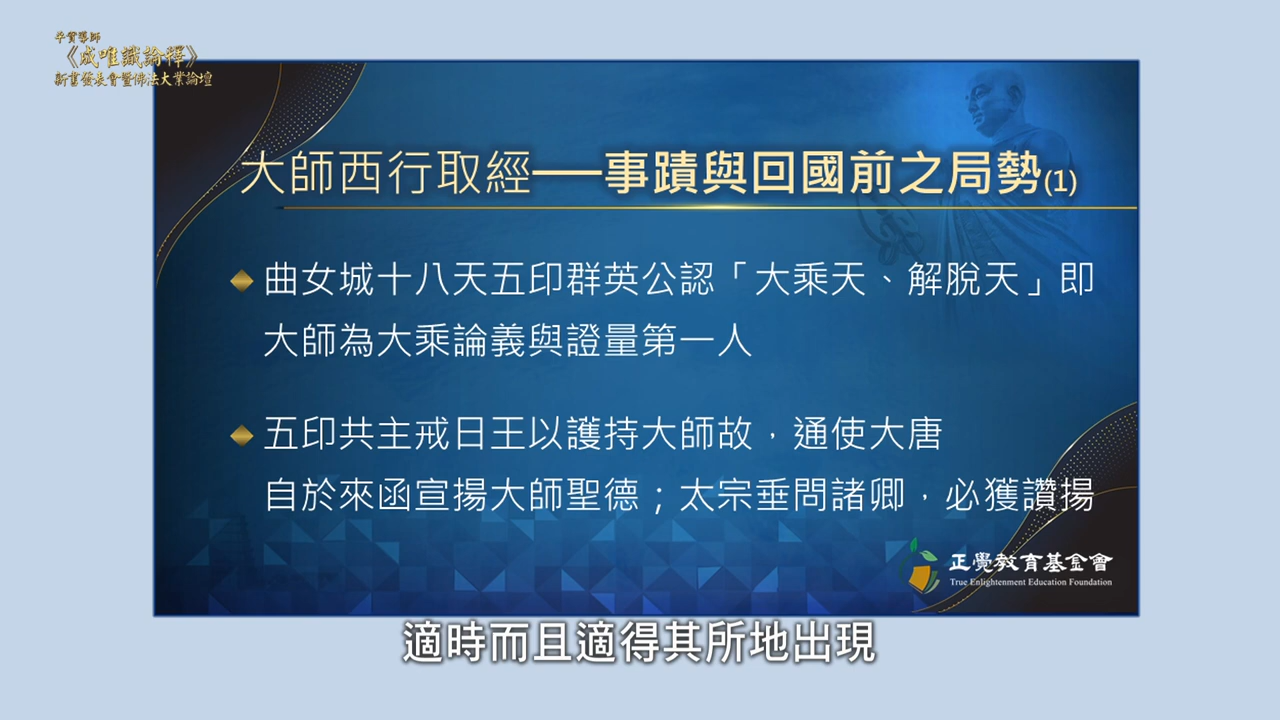 平實導師
《成唯識論釋》
新書發表會暨佛法大業論壇
大師西行取經──事蹟與回國前之局勢(1)
曲女城十八天五印群英公認「大乘天、解脫天」即
大師為大乘論義與證量第一人
五印共主戒日王以護持大師故，通使大唐
自於來函宣揚大師聖德；太宗垂問諸卿，必獲讚揚
正覺教育基金會
True Enlightenment Education Foundation
適時而且適得其所地出現